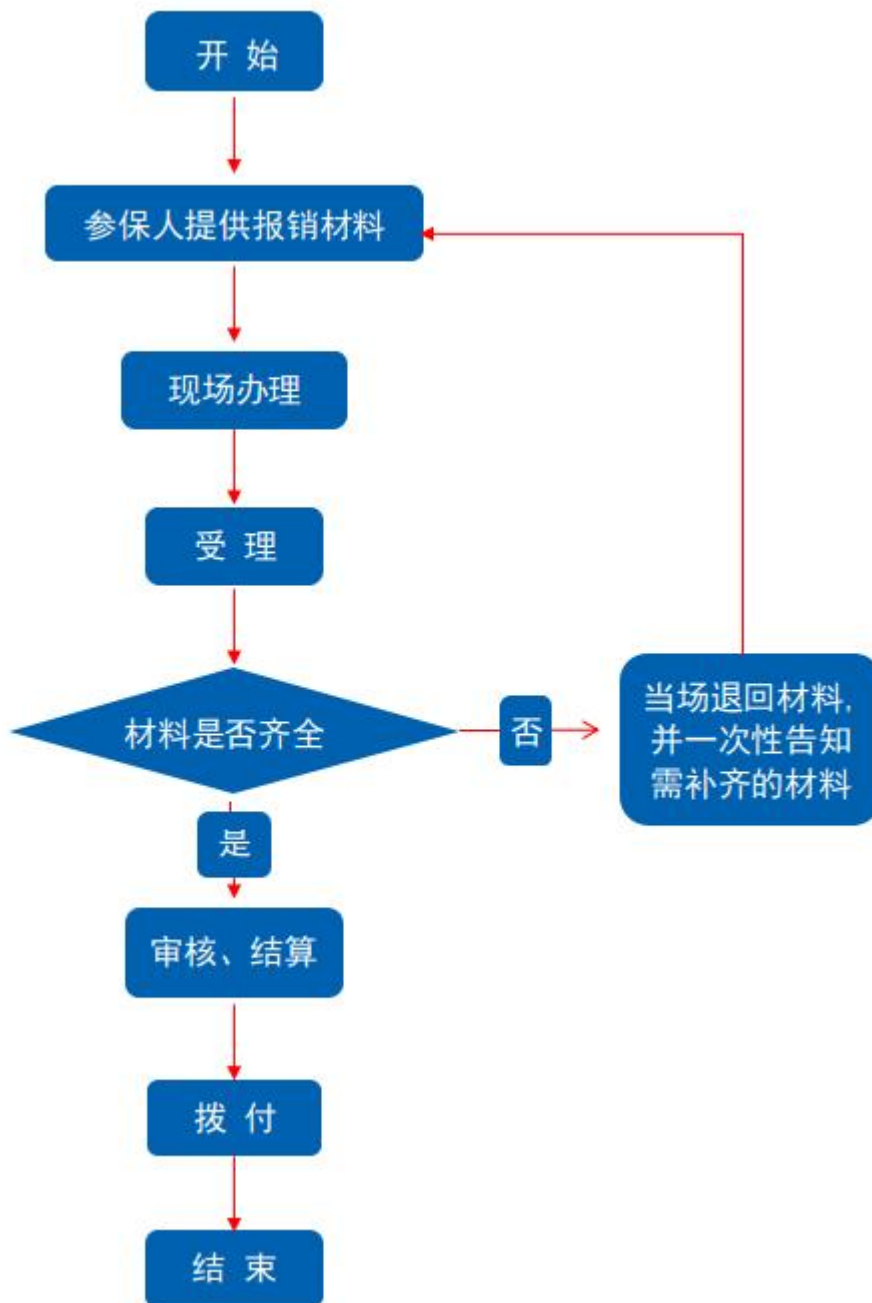 开 始
参保人提供报销材料
现场办理
受 理
材料是否齐全
否
当场退回材料,
并一次性告知
需补齐的材料
是
审核、结算
拨 付
结 束